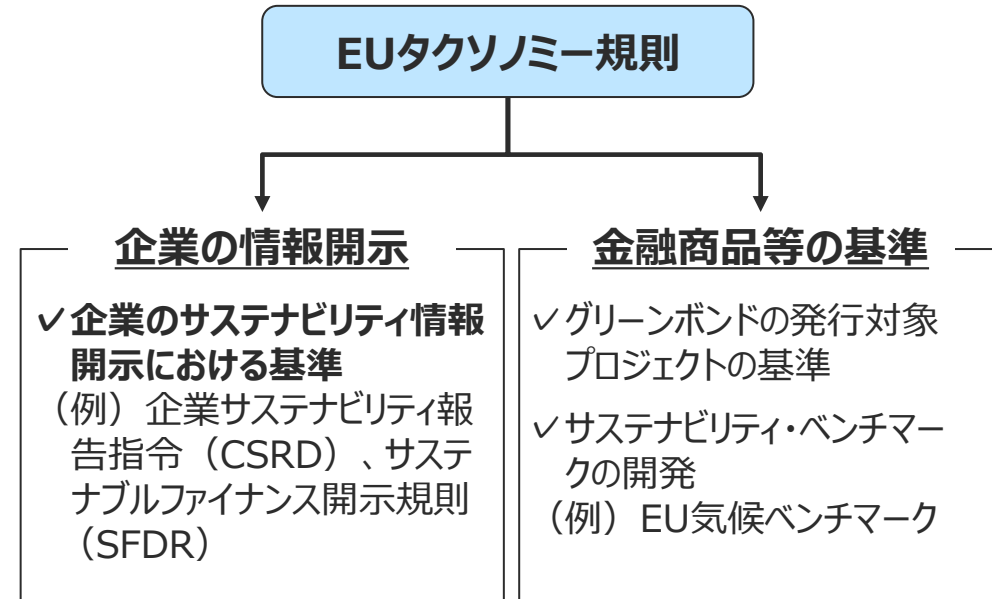 EUタクソノミー規則
企業の情報開示
✓企業のサステナビリティ情報
開示における基準
（例）企業サステナビリティ報
告指令（CSRD）、サステ
ナブルファイナンス開示規則
（SFDR）
金融商品等の基準
✓グリーンボンドの発行対象
プロジェクトの基準
✓サステナビリティ・ベンチマー
クの開発
（例）EU気候ベンチマーク